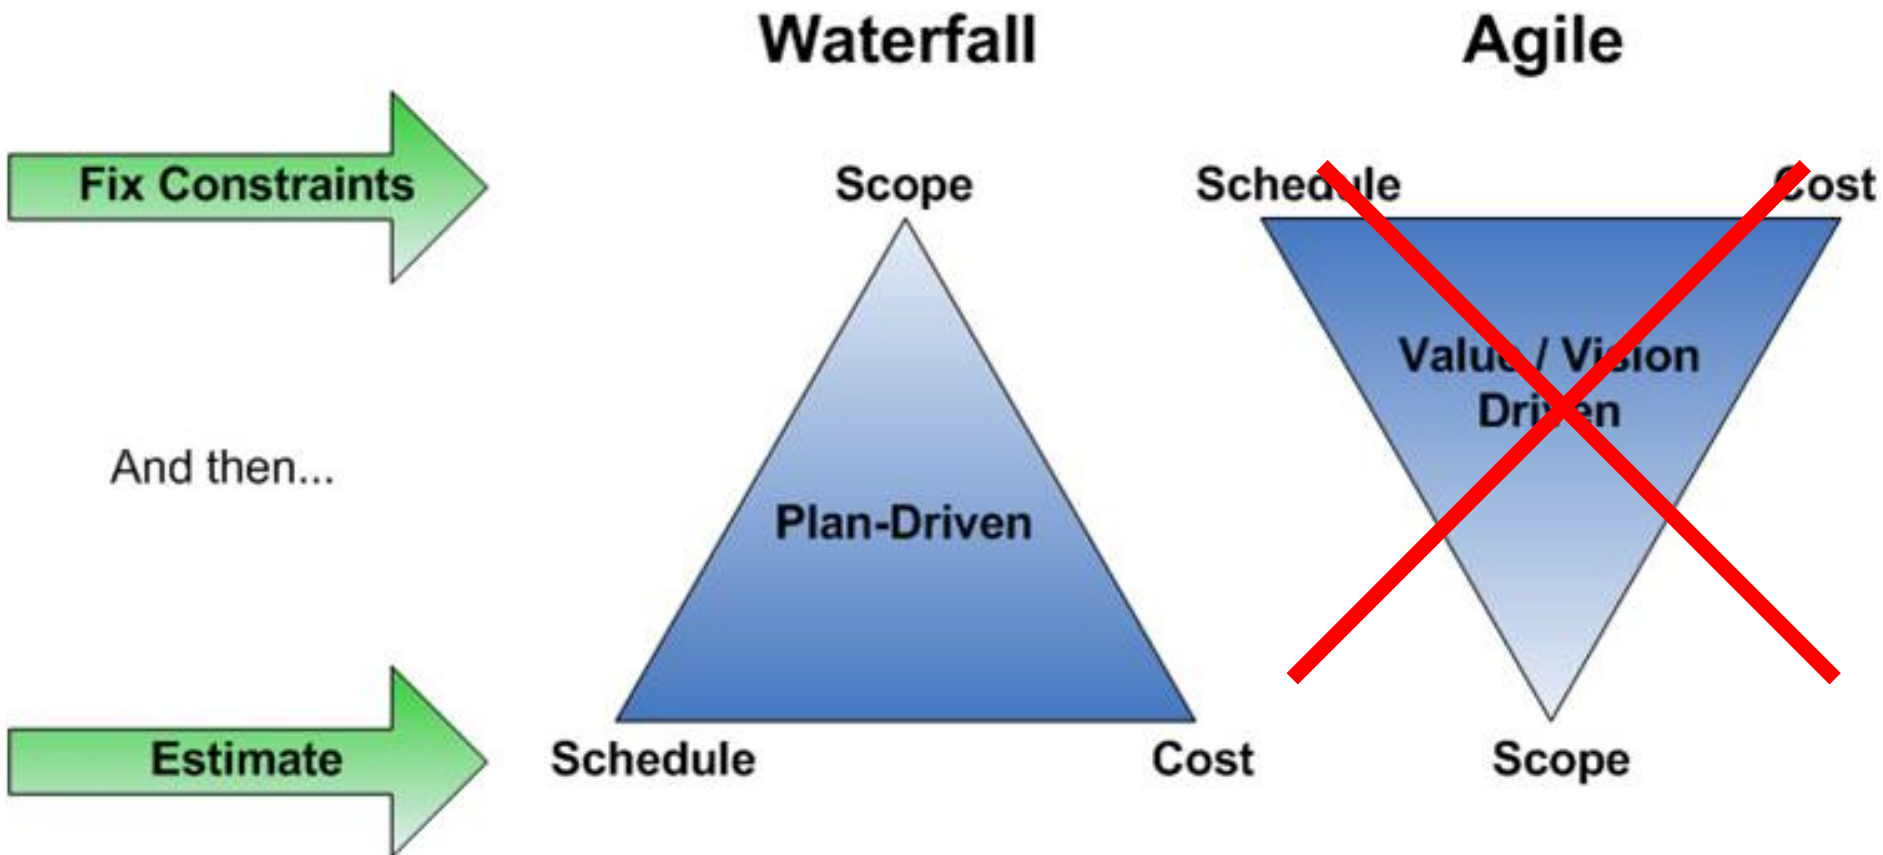 Waterfall
Agile
Fix Constraints
Scope
Schedule
Cost
Value / Vision
Driven
And then...
Plan-Driven
Estimate
Schedule
Cost
Scope